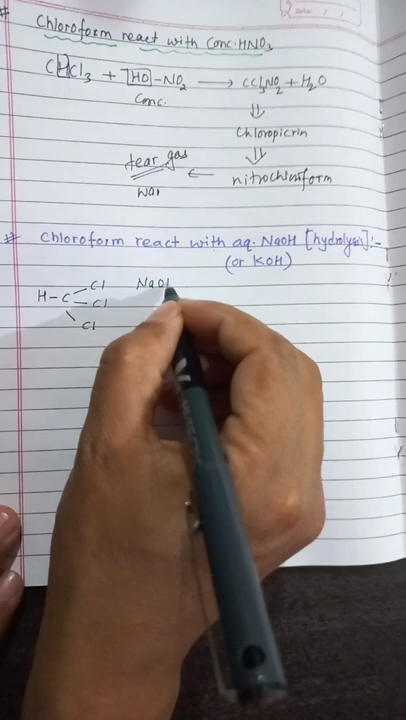 Date: / /
# Chloroform react with Conc. HNO3
CHCl3 + HO-NO2 → CCl3NO2 + H2O
Conc.
⇓
Chloropicrin
⇓
tear gas ← nitrochloroform
war
# Chloroform react with aq. NaOH [hydrolysis]:-
(or KOH)
Cl NaOH
H-C-Cl
Cl